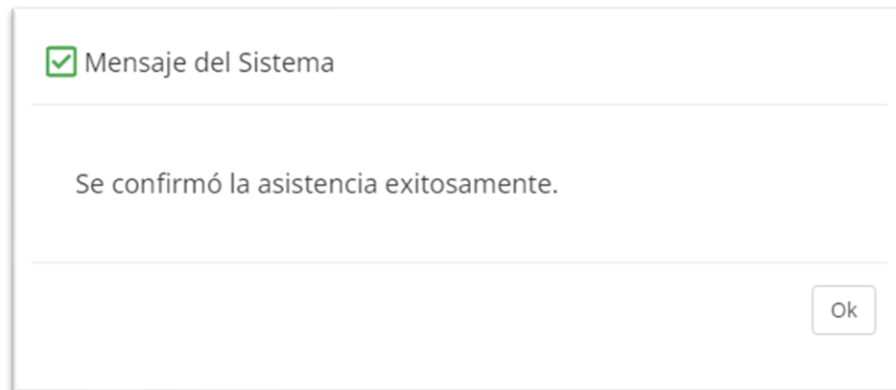 Mensaje del Sistema
Se confirmó la asistencia exitosamente.
Ok